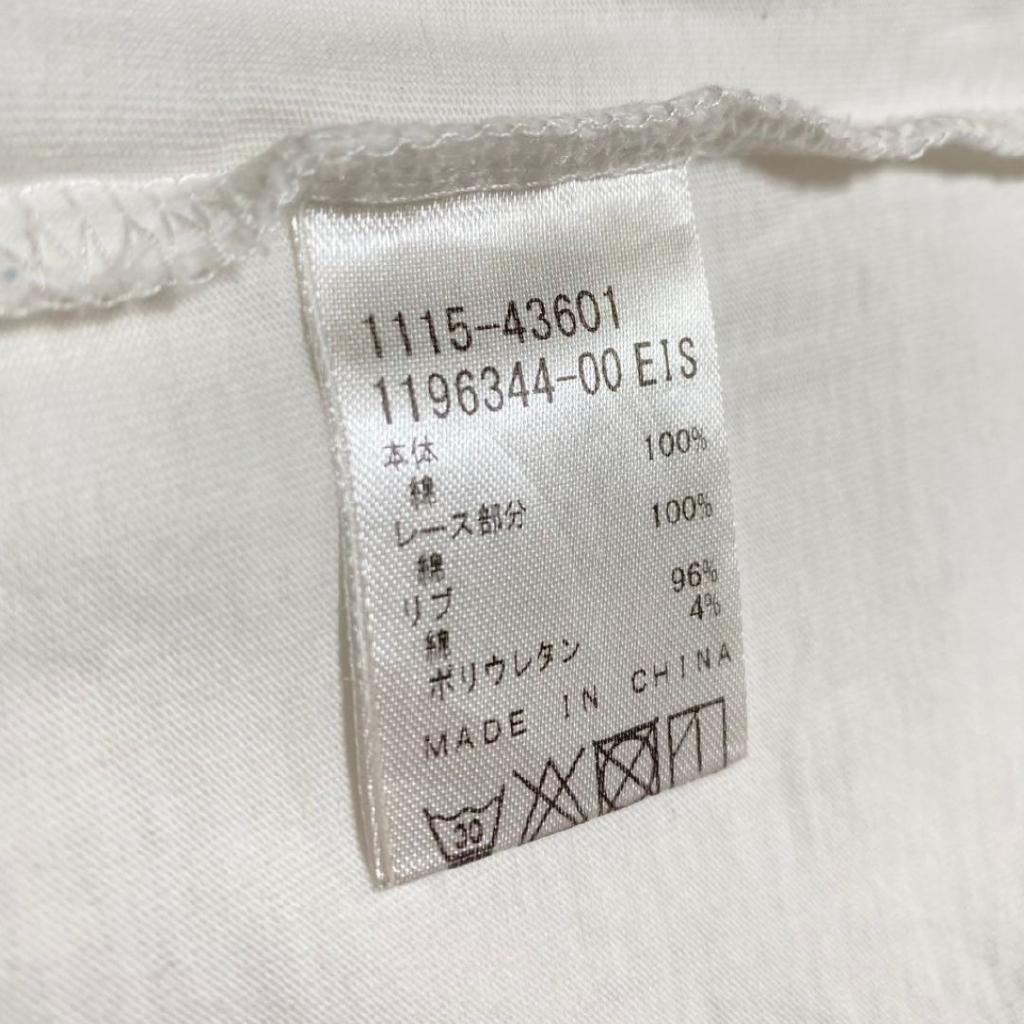 1115-43601
1196344-00 EIS
本体
綿 100%
レース部分
綿 100%
リブ
綿 96%
ポリウレタン 4%
MADE IN CHINA
30